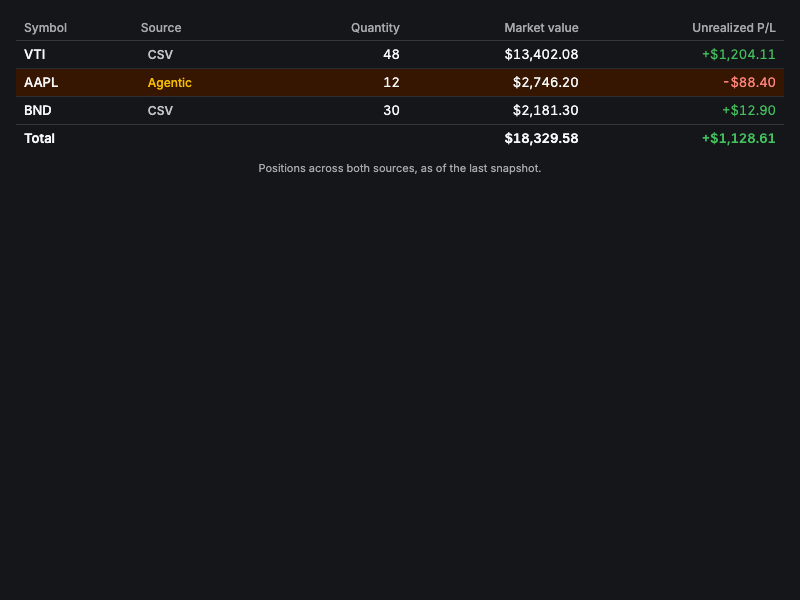 Symbol Source Quantity Market value Unrealized P/L
VTI CSV 48 $13,402.08 +$1,204.11
AAPL Agentic 12 $2,746.20 -$88.40
BND CSV 30 $2,181.30 +$12.90
Total $18,329.58 +$1,128.61
Positions across both sources, as of the last snapshot.